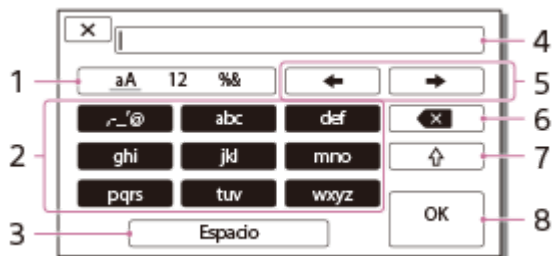 4
1 aA 12 %& ← → 5
,-_'@ abc def 6
2 ghi jkl mno 7
pqrs tuv wxyz
OK 8
3 Espacio